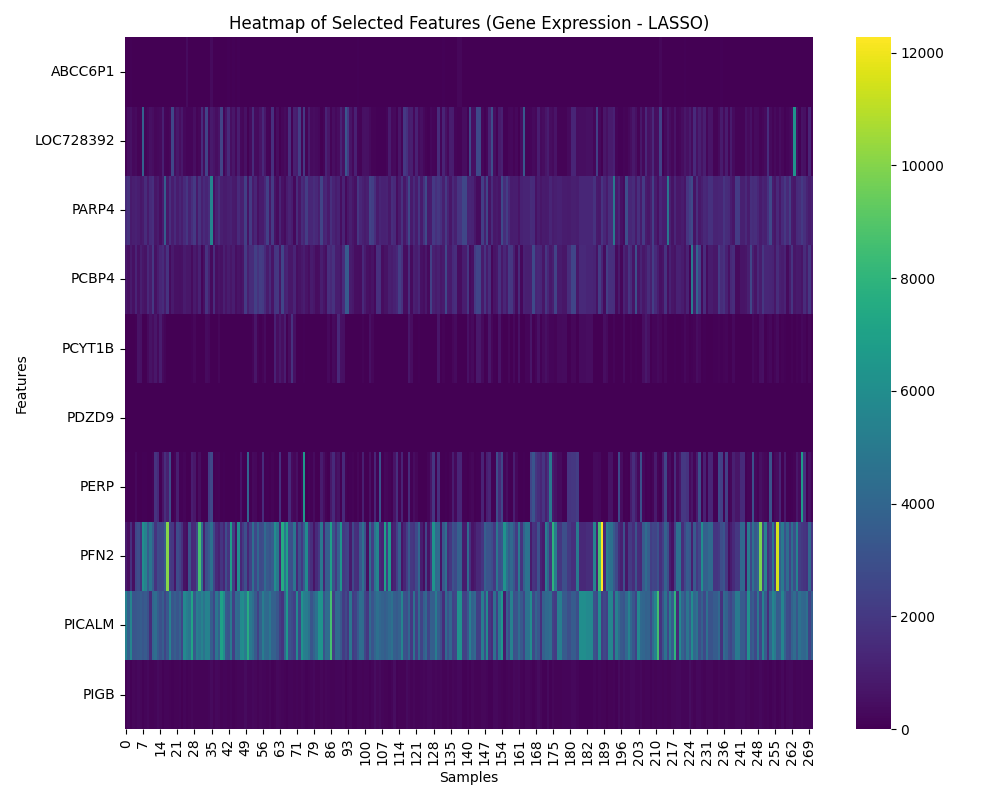 Heatmap of Selected Features (Gene Expression - LASSO)
Features
ABCC6P1
LOC728392
PARP4
PCBP4
PCYT1B
PDZD9
PERP
PFN2
PICALM
PIGB
0 7 14 21 28 35 42 49 56 63 71 79 86 93 100 107 114 121 128 135 140 147 154 161 168 175 180 182 189 196 203 210 217 224 231 236 241 248 255 262 269
Samples
12000
10000
8000
6000
4000
2000
0